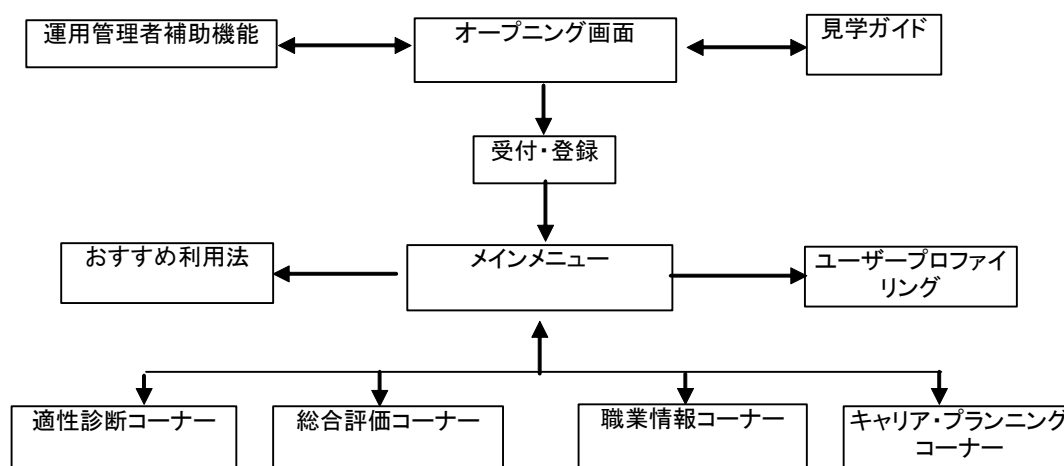 運用管理者補助機能
オープニング画面
見学ガイド
受付・登録
おすすめ利用法
メインメニュー
ユーザープロファイ
リング
適性診断コーナー
総合評価コーナー
職業情報コーナー
キャリア・プランニング
コーナー